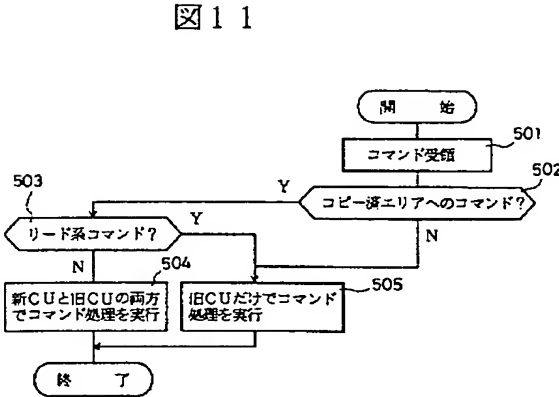 図11
開 始
501
コマンド受領
502
コピー済エリアへのコマンド?
Y
N
503
リード系コマンド?
Y
N
504
新CUと旧CUの両方
でコマンド処理を実行
505
旧CUだけでコマンド
処理を実行
終 了